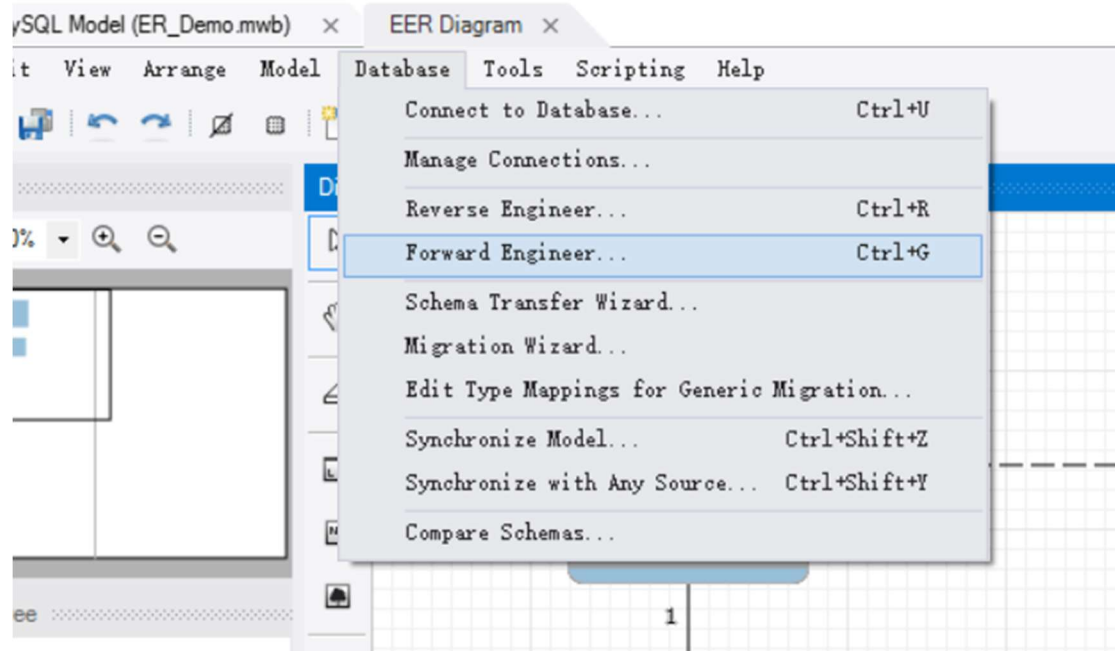 ySQL Model (ER_Demo.mwb) × EER Diagram ×
it View Arrange Model Database Tools Scripting Help
Connect to Database... Ctrl+U
Manage Connections...
Di
Reverse Engineer... Ctrl+R
0%
Forward Engineer... Ctrl+G
Schema Transfer Wizard...
Migration Wizard...
Edit Type Mappings for Generic Migration...
Synchronize Model... Ctrl+Shift+Z
Synchronize with Any Source... Ctrl+Shift+Y
Compare Schemas...
ee
1